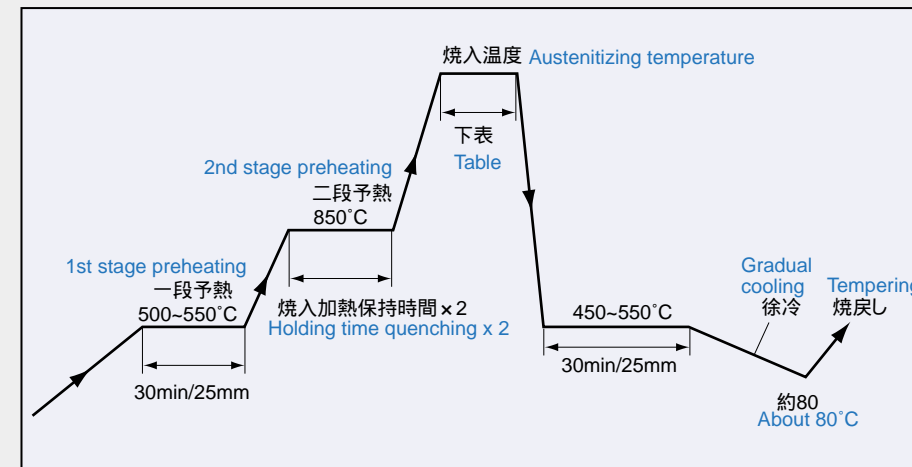 焼入温度 Austenitizing temperature
下表
Table
2nd stage preheating
二段予熱
850˚C
1st stage preheating
一段予熱
500~550˚C
焼入加熱保持時間×2
Holding time quenching x 2
30min/25mm
450~550˚C
30min/25mm
Gradual
cooling
徐冷
Tempering
焼戻し
約80
About 80˚C